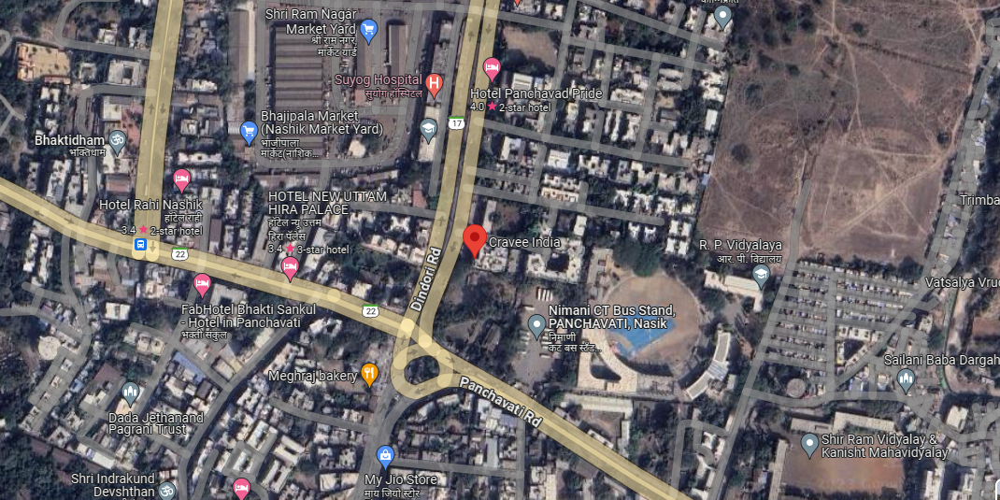 Shri Ram Nagar
Market Yard
श्री राम नगर,
मार्केट यार्ड
Suyog Hospital
सुयोग हॉस्पिटल
Hotel Panchavad Pride
4.0 ★ 2-star hotel
17
Bhajipala Market
(Nashik Market Yard)
भाजीपाला
मार्केट(नाशिक...
Bhaktidham
भक्तिधाम
Hotel Rahi Nashik
हॉटेल राही
3.4 ★ 2-star hotel
HOTEL NEW UTTAM
HIRA PALACE
हॉटेल न्यू उत्तम
हिरा पॅलेस
3.4 ★ 3-star hotel
22
Cravee India
R. P. Vidyalaya
आर. पी. विद्यालय
Trimba
Vatsalya Vruc
Dindori Rd
22
FabHotel Bhakti Sankul
- Hotel in Panchavati
भक्ती संकुल
Nimani CT Bus Stand,
PANCHAVATI, Nasik
निमाणी
Meghraj bakery
Panchavati Rd
Sailani Baba Dargah
Dada Jethanand
Pagrani Trust
Shir Ram Vidyalay &
Kanisht Mahavidyalay
Shri Indrakund
Devshthan
My Jio Store
माय जियो स्टोर